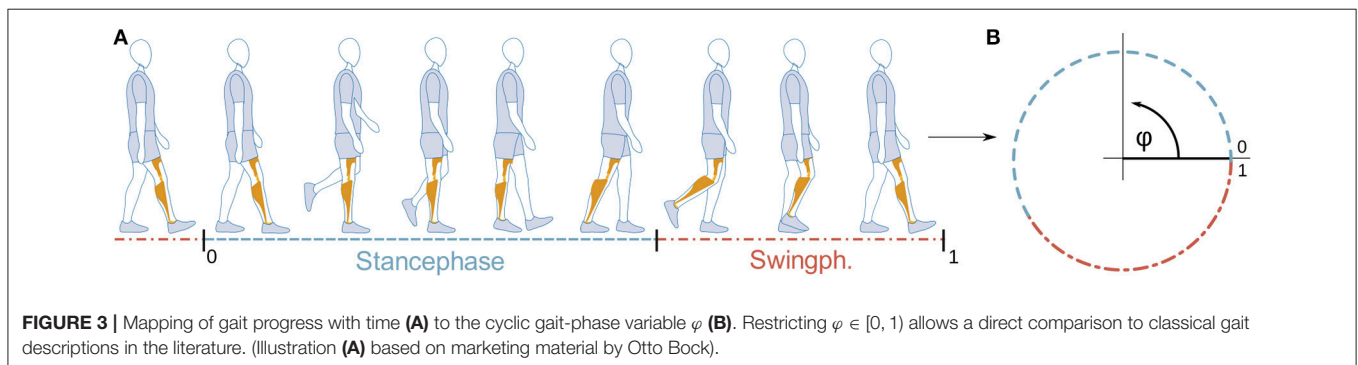 A
B
φ
0
1
0
1
Stancephase
Swingph.
FIGURE 3 | Mapping of gait progress with time (A) to the cyclic gait-phase variable φ (B). Restricting φ ∈ [0, 1) allows a direct comparison to classical gait
descriptions in the literature. (Illustration (A) based on marketing material by Otto Bock).